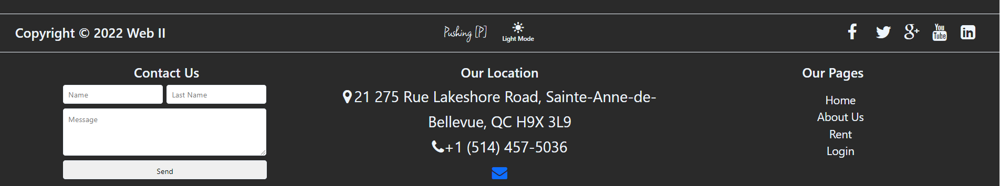 Copyright © 2022 Web II
Pushing [P]
Light Mode
f
g+
You
Tube
in
Contact Us
Name
Last Name
Message
Send
Our Location
21 275 Rue Lakeshore Road, Sainte-Anne-de-
Bellevue, QC H9X 3L9
+1 (514) 457-5036
Our Pages
Home
About Us
Rent
Login